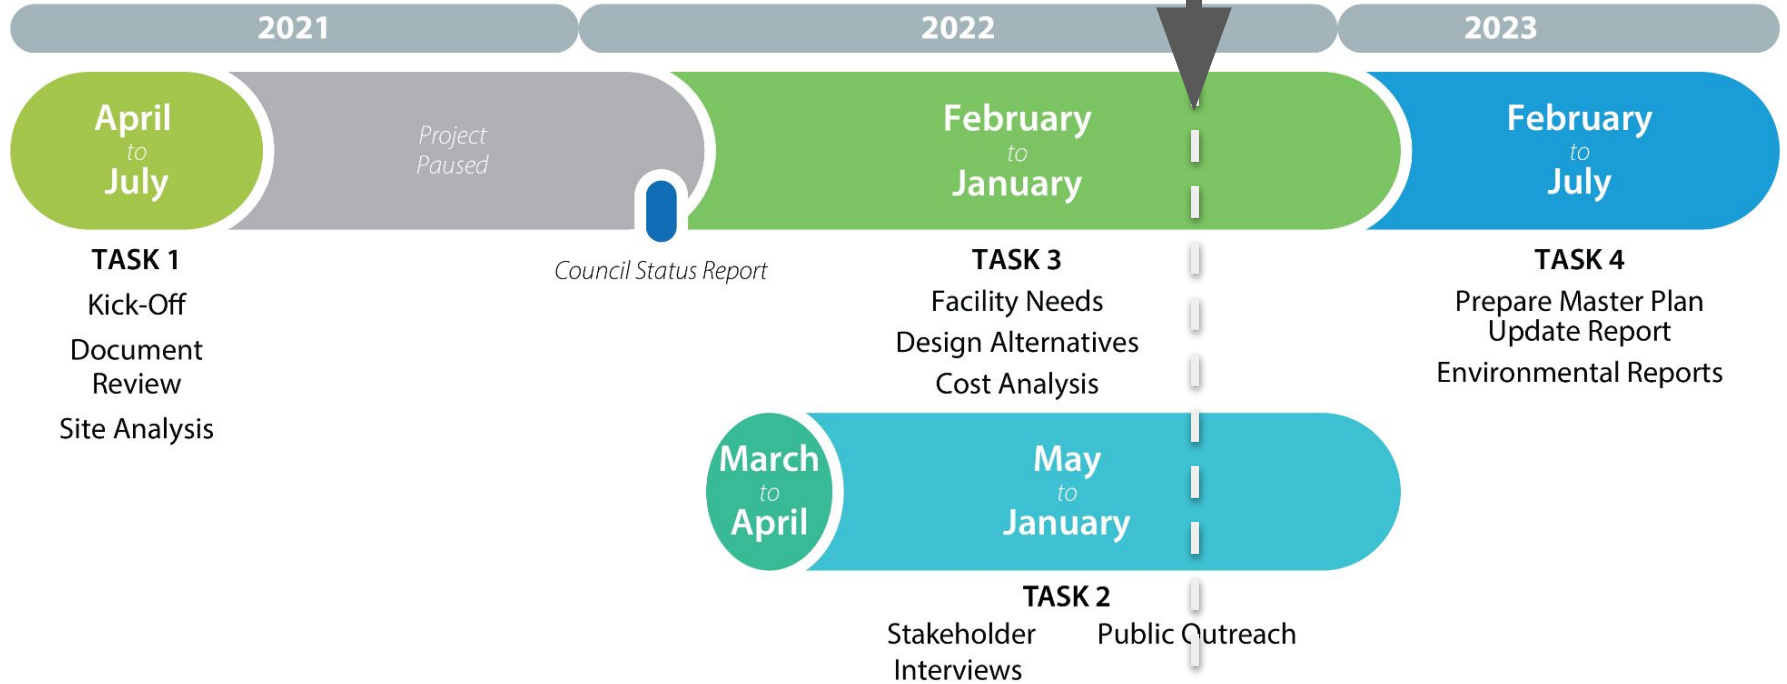 2021
2022
2023
April
to
July
Project
Paused
February
to
January
February
to
July
TASK 1
Kick-Off
Document
Review
Site Analysis
Council Status Report
TASK 3
Facility Needs
Design Alternatives
Cost Analysis
TASK 4
Prepare Master Plan
Update Report
Environmental Reports
March
to
April
May
to
January
TASK 2
Stakeholder
Interviews
Public Outreach